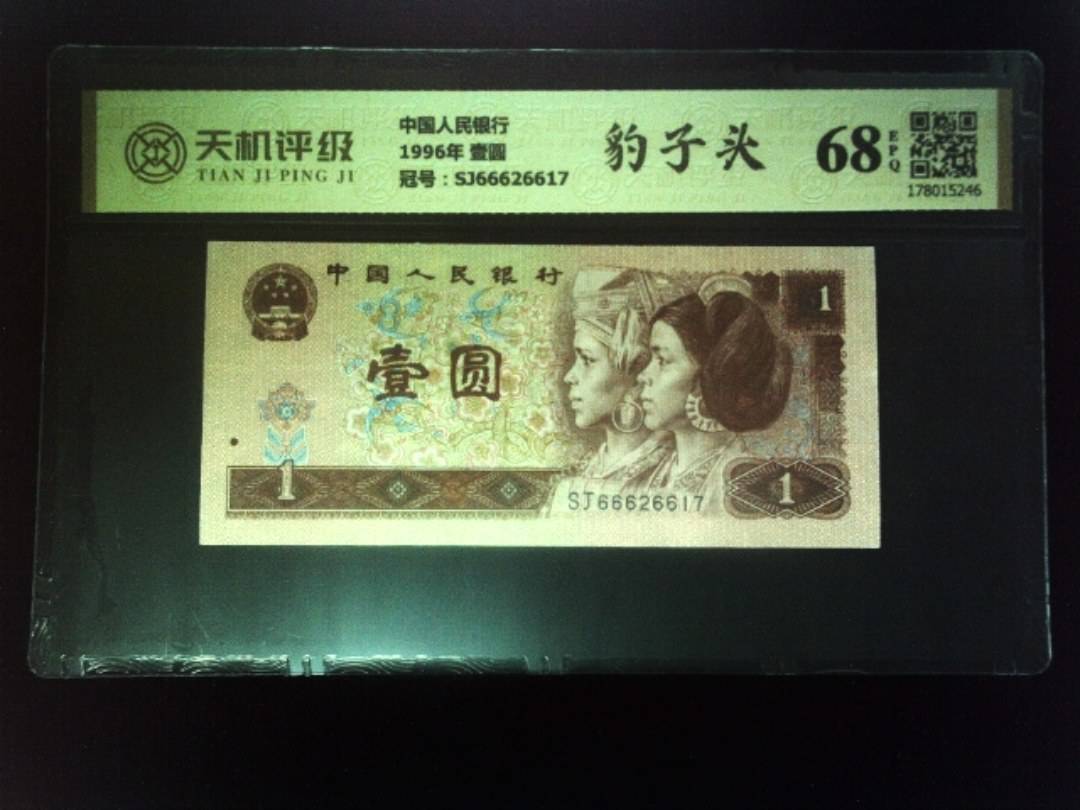 天机评级
TIAN JI PING JI
中国人民银行
1996年 壹圆
冠号：SJ66626617
豹子头
68
EPQ
178015246
中国人民银行
1
壹圆
1
SJ66626617
1